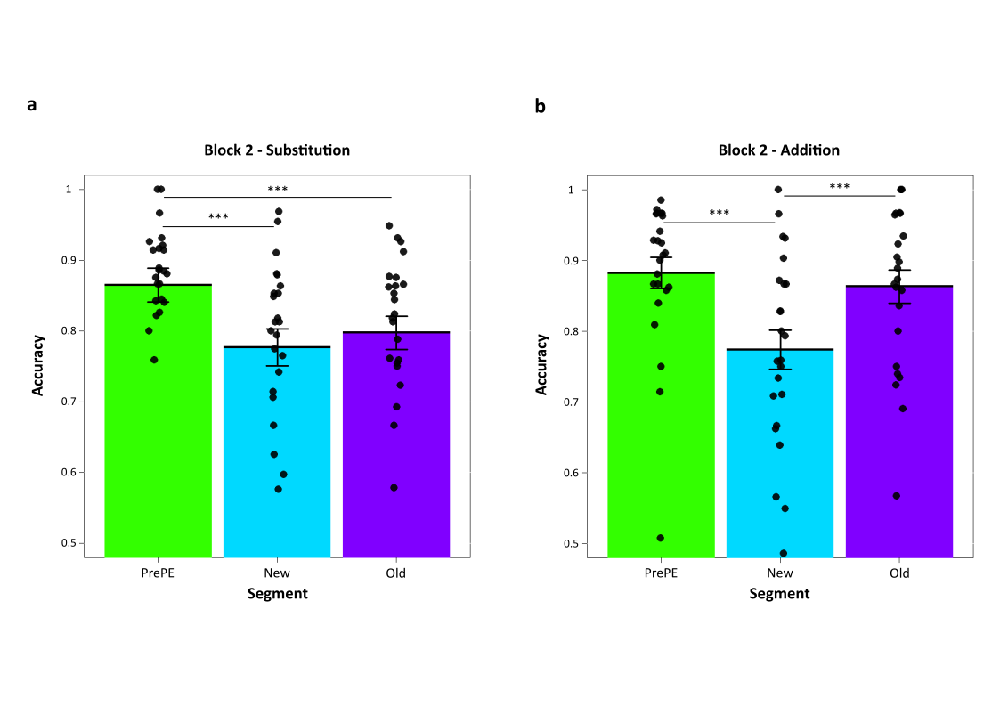 a
Block 2 - Substitution
***
***
1
0.9
0.8
0.7
0.6
0.5
Accuracy
PrePE New Old
Segment
b
Block 2 - Addition
***
***
1
0.9
0.8
0.7
0.6
0.5
Accuracy
PrePE New Old
Segment